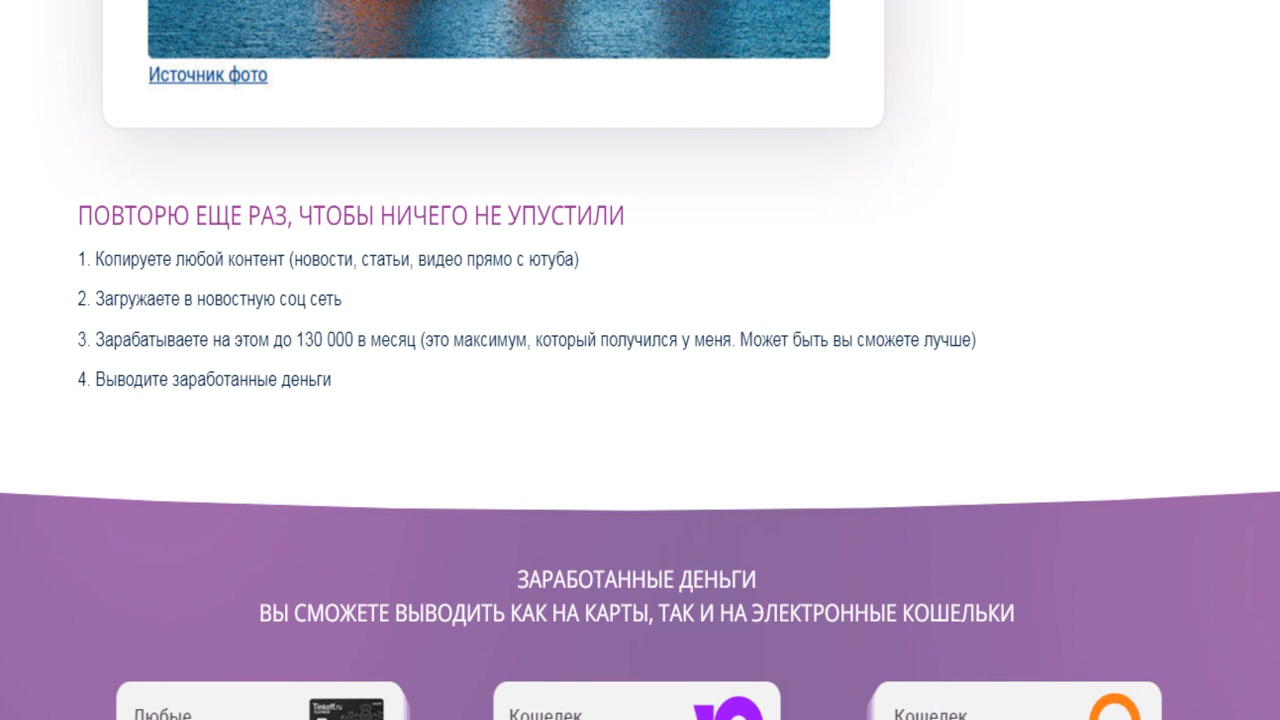 Источник фото
ПОВТОРЮ ЕЩЕ РАЗ, ЧТОБЫ НИЧЕГО НЕ УПУСТИЛИ
1. Копируете любой контент (новости, статьи, видео прямо с ютуба)
2. Загружаете в новостную соц сеть
3. Зарабатываете на этом до 130 000 в месяц (это максимум, который получился у меня. Может быть вы сможете лучше)
4. Выводите заработанные деньги
ЗАРАБОТАННЫЕ ДЕНЬГИ
ВЫ СМОЖЕТЕ ВЫВОДИТЬ КАК НА КАРТЫ, ТАК И НА ЭЛЕКТРОННЫЕ КОШЕЛЬКИ
Любые
Tinkoff.ru
Кошелек
Кошелек